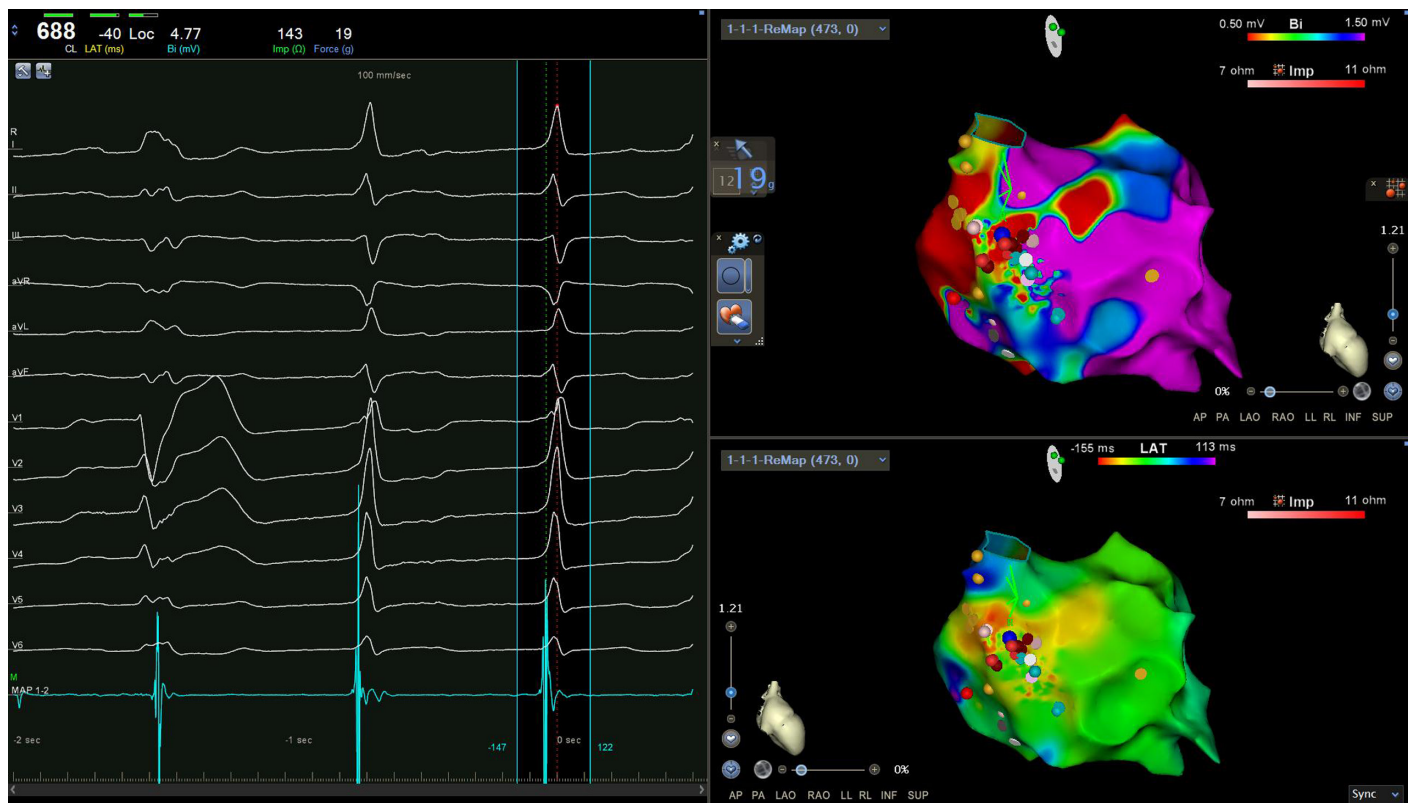 688 -40 Loc 4.77 143 19
CL LAT (ms) Bi (mV) Imp (Ω) Force (g)
100 mm/sec
R
I
II
III
aVR
aVL
aVF
V1
V2
V3
V4
V5
V6
M
MAP 1-2
-2 sec -1 sec -147 0 sec 122
1-1-1-ReMap (473, 0)
0.50 mV Bi 1.50 mV
7 ohm Imp 11 ohm
12 19 g
1.21
0%
AP PA LAO RAO LL RL INF SUP
1-1-1-ReMap (473, 0)
-155 ms LAT 113 ms
7 ohm Imp 11 ohm
1.21
0%
AP PA LAO RAO LL RL INF SUP
Sync